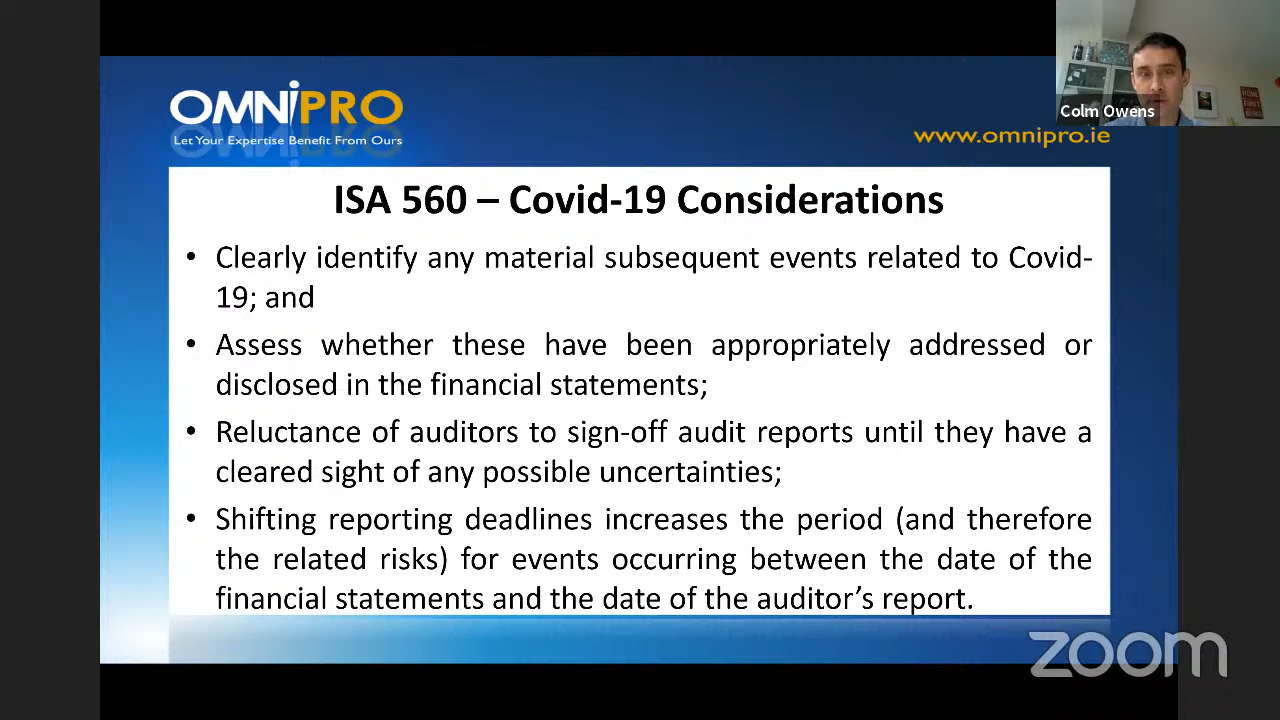 OMNiPRO
Let Your Expertise Benefit From Ours
Colm Owens
www.omnipro.ie
ISA 560 – Covid-19 Considerations
• Clearly identify any material subsequent events related to Covid-
19; and
• Assess whether these have been appropriately addressed or
disclosed in the financial statements;
• Reluctance of auditors to sign-off audit reports until they have a
cleared sight of any possible uncertainties;
• Shifting reporting deadlines increases the period (and therefore
the related risks) for events occurring between the date of the
financial statements and the date of the auditor’s report.
zoom